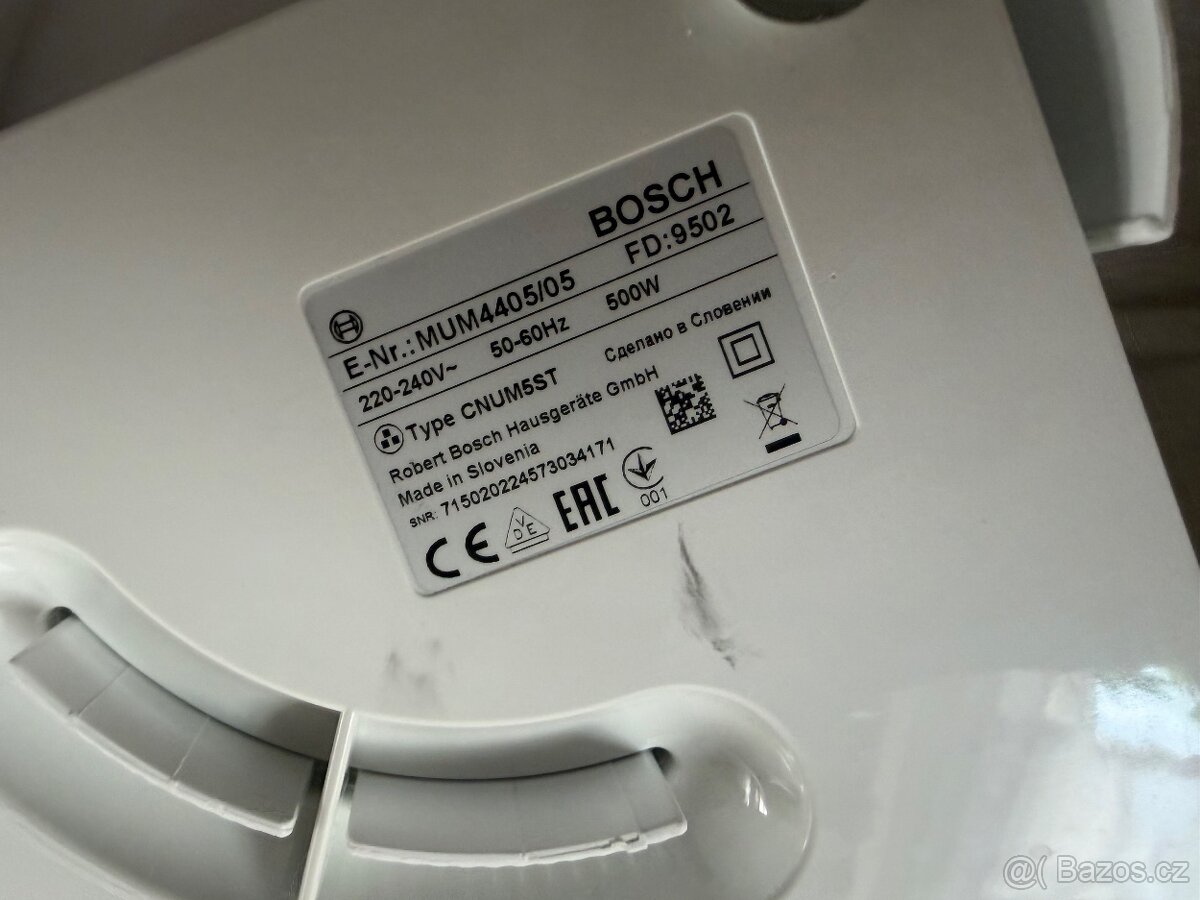 BOSCH
E-Nr.:MUM4405/05 FD:9502
220-240V~ 50-60Hz 500W
Type CNUM5ST Сделано в Словении
Robert Bosch Hausgeräte GmbH
Made in Slovenia
SNR: 715020224573034171
CE VDE EAC 001
@( Bazos.cz